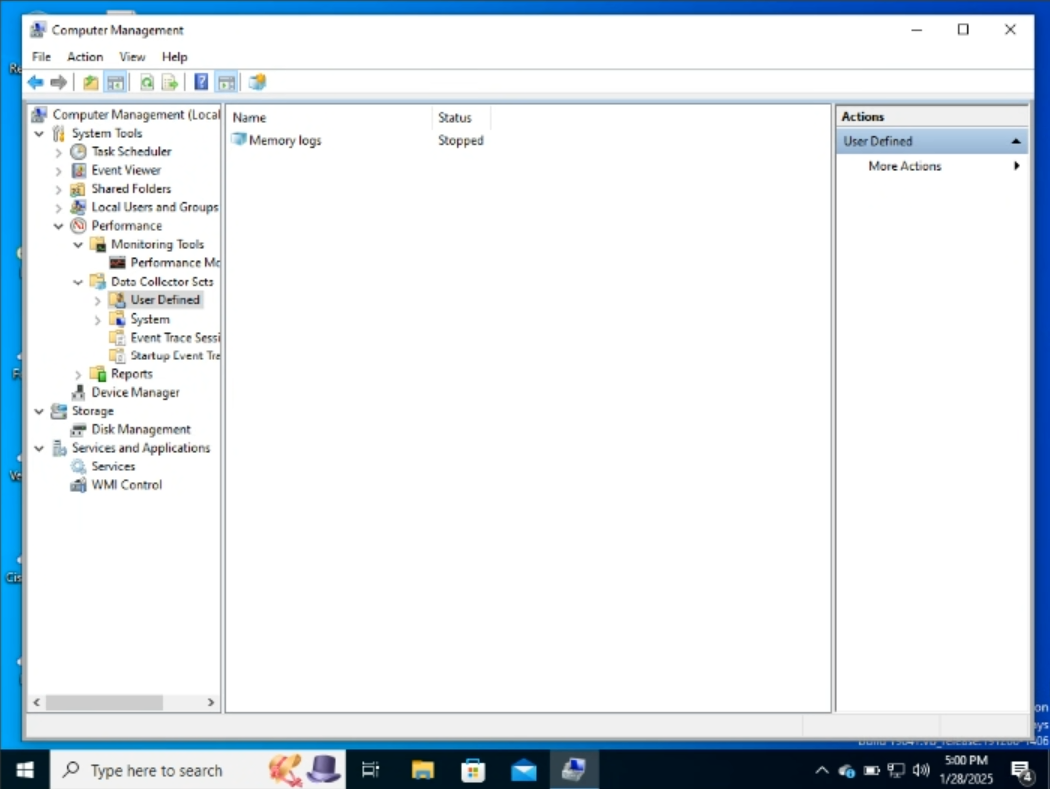 Computer Management
File Action View Help
Computer Management (Local
System Tools
Task Scheduler
Event Viewer
Shared Folders
Local Users and Groups
Performance
Monitoring Tools
Performance Mo
Data Collector Sets
User Defined
System
Event Trace Sessi
Startup Event Tra
Reports
Device Manager
Storage
Disk Management
Services and Applications
Services
WMI Control
Name Status
Memory logs Stopped
Actions
User Defined
More Actions
Type here to search
5:00 PM
1/28/2025
4